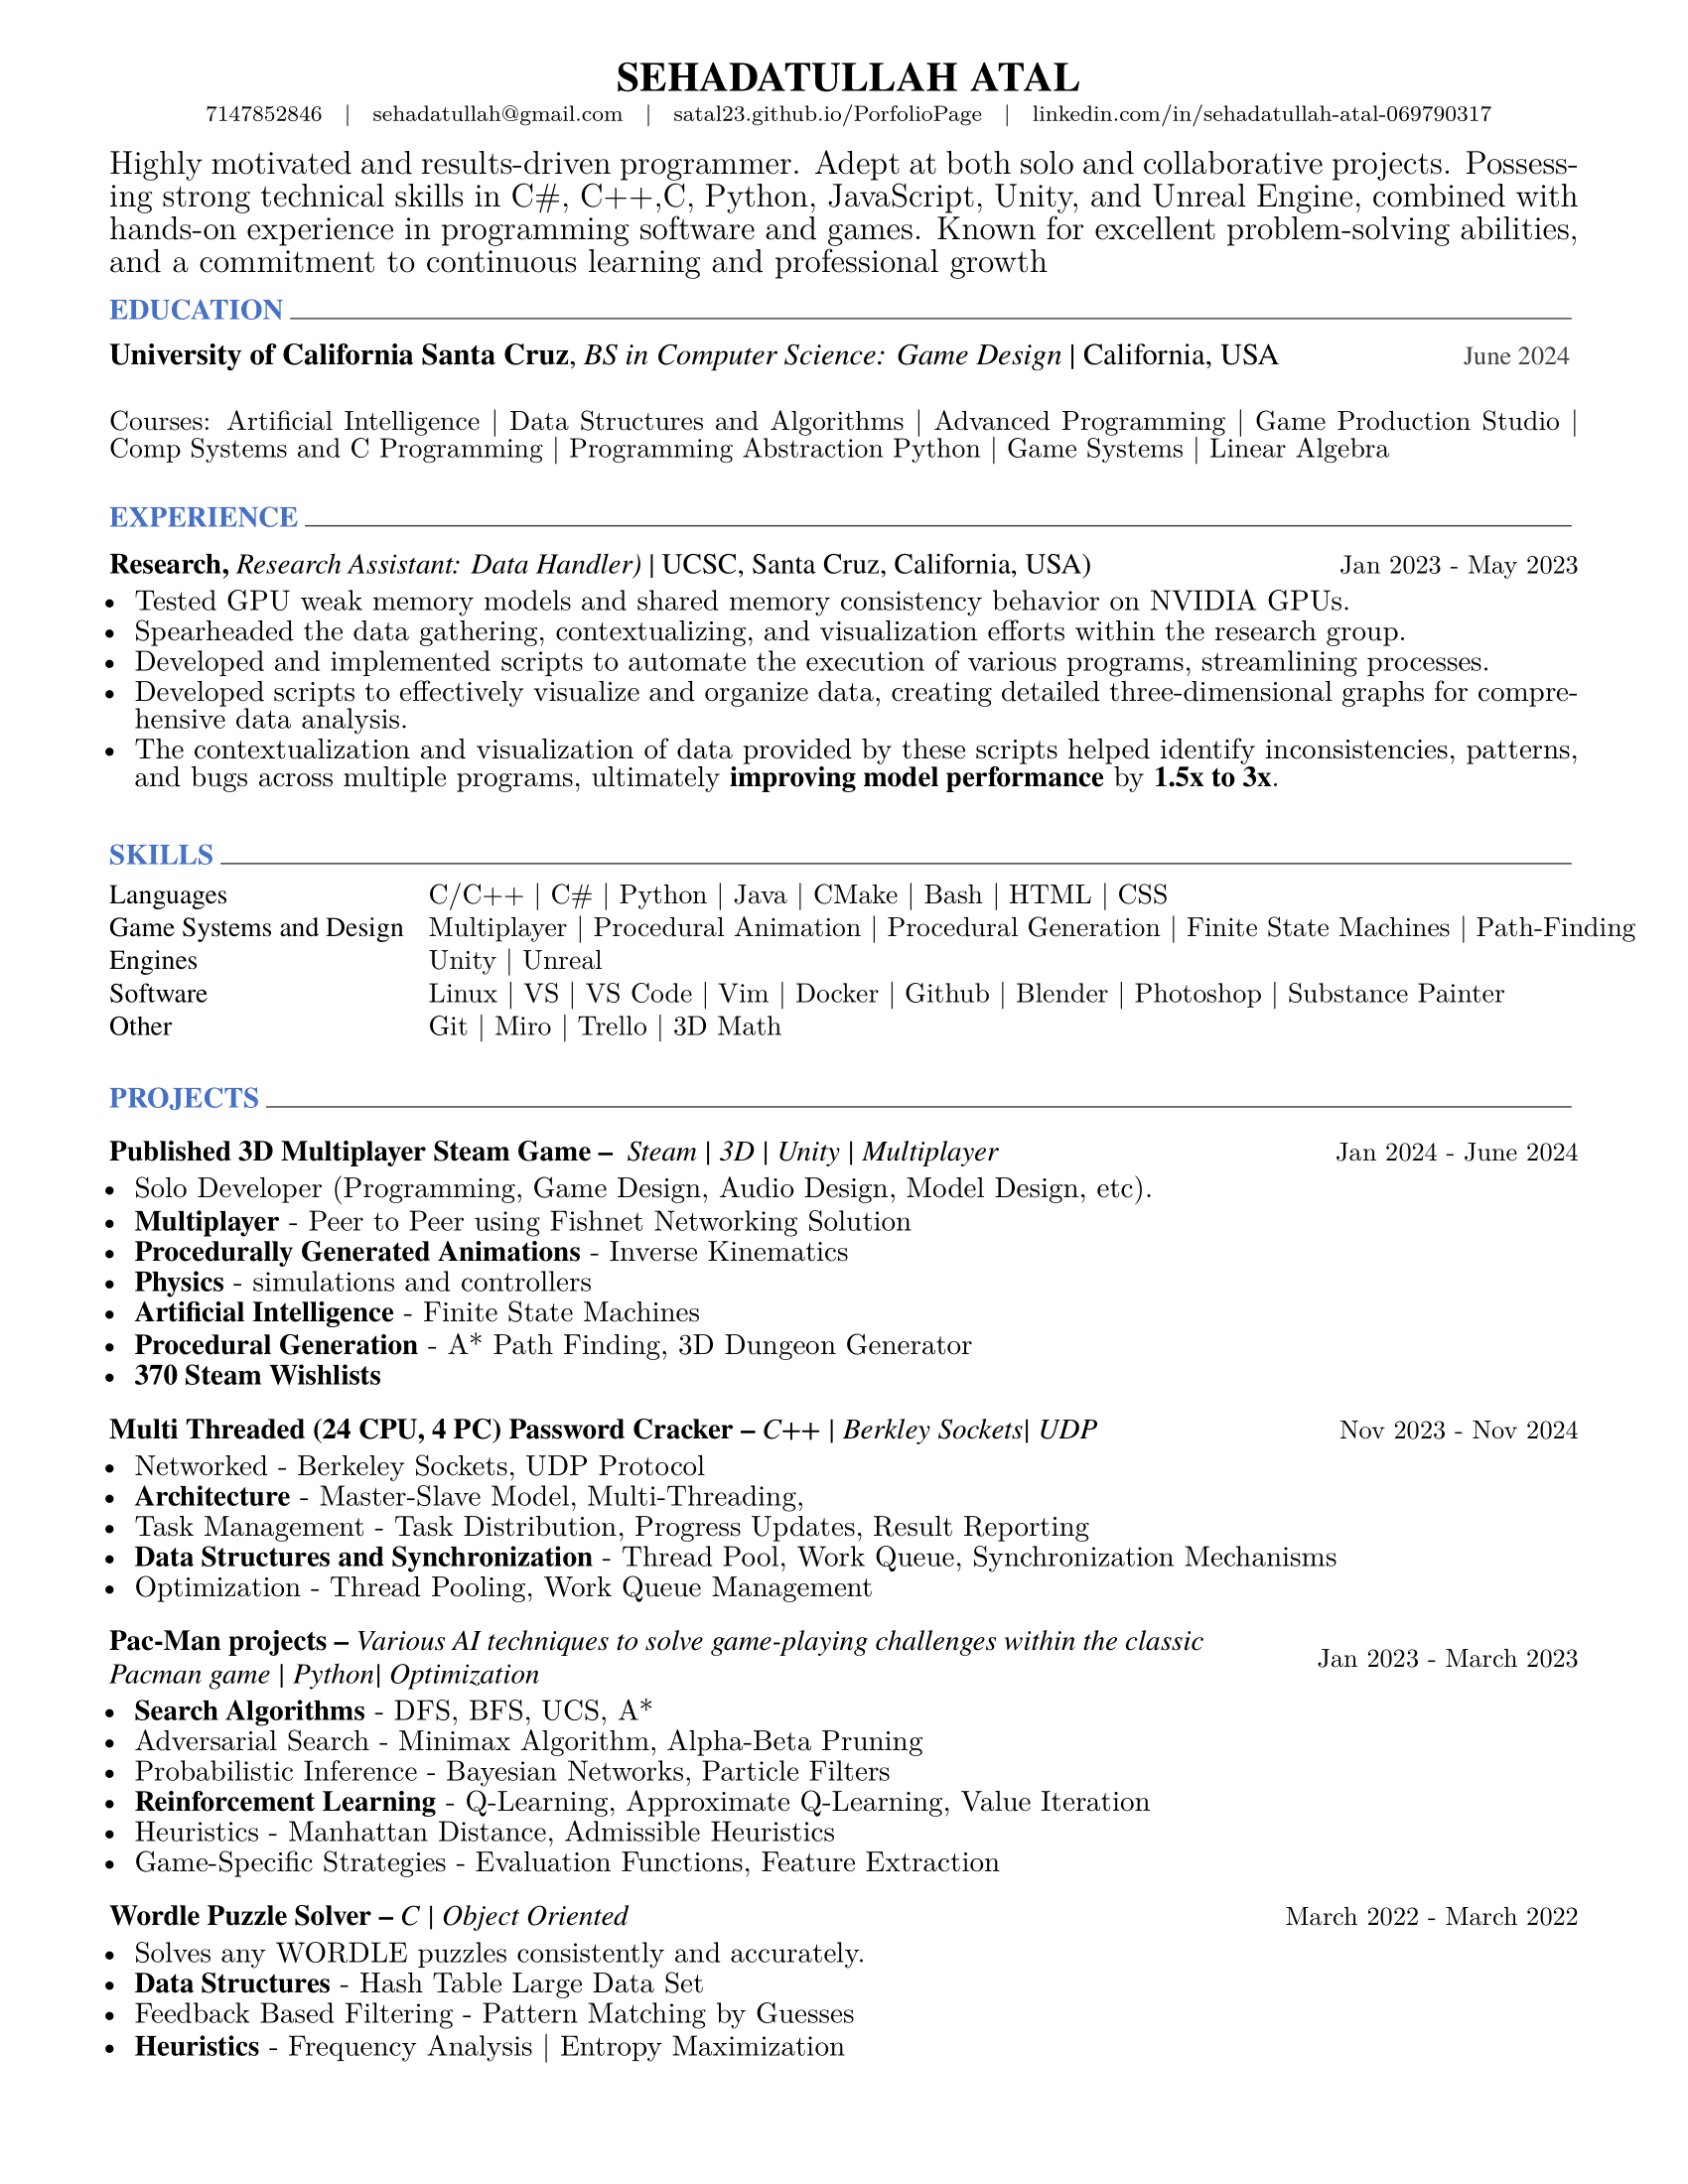 SEHADATULLAH ATAL
7147852846 | sehadatullah@gmail.com | satal23.github.io/PorfolioPage | linkedin.com/in/sehadatullah-atal-069790317
Highly motivated and results-driven programmer. Adept at both solo and collaborative projects. Possess-
ing strong technical skills in C#, C++,C, Python, JavaScript, Unity, and Unreal Engine, combined with
hands-on experience in programming software and games. Known for excellent problem-solving abilities,
and a commitment to continuous learning and professional growth
EDUCATION
University of California Santa Cruz, BS in Computer Science: Game Design | California, USA June 2024
Courses: Artificial Intelligence | Data Structures and Algorithms | Advanced Programming | Game Production Studio |
Comp Systems and C Programming | Programming Abstraction Python | Game Systems | Linear Algebra
EXPERIENCE
Research, Research Assistant: Data Handler) | UCSC, Santa Cruz, California, USA) Jan 2023 - May 2023
• Tested GPU weak memory models and shared memory consistency behavior on NVIDIA GPUs.
• Spearheaded the data gathering, contextualizing, and visualization efforts within the research group.
• Developed and implemented scripts to automate the execution of various programs, streamlining processes.
• Developed scripts to effectively visualize and organize data, creating detailed three-dimensional graphs for compre-
hensive data analysis.
• The contextualization and visualization of data provided by these scripts helped identify inconsistencies, patterns,
and bugs across multiple programs, ultimately improving model performance by 1.5x to 3x.
SKILLS
Languages C/C++ | C# | Python | Java | CMake | Bash | HTML | CSS
Game Systems and Design Multiplayer | Procedural Animation | Procedural Generation | Finite State Machines | Path-Finding
Engines Unity | Unreal
Software Linux | VS | VS Code | Vim | Docker | Github | Blender | Photoshop | Substance Painter
Other Git | Miro | Trello | 3D Math
PROJECTS
Published 3D Multiplayer Steam Game – Steam | 3D | Unity | Multiplayer Jan 2024 - June 2024
• Solo Developer (Programming, Game Design, Audio Design, Model Design, etc).
• Multiplayer - Peer to Peer using Fishnet Networking Solution
• Procedurally Generated Animations - Inverse Kinematics
• Physics - simulations and controllers
• Artificial Intelligence - Finite State Machines
• Procedural Generation - A* Path Finding, 3D Dungeon Generator
• 370 Steam Wishlists
Multi Threaded (24 CPU, 4 PC) Password Cracker – C++ | Berkley Sockets| UDP Nov 2023 - Nov 2024
• Networked - Berkeley Sockets, UDP Protocol
• Architecture - Master-Slave Model, Multi-Threading,
• Task Management - Task Distribution, Progress Updates, Result Reporting
• Data Structures and Synchronization - Thread Pool, Work Queue, Synchronization Mechanisms
• Optimization - Thread Pooling, Work Queue Management
Pac-Man projects – Various AI techniques to solve game-playing challenges within the classic
Pacman game | Python| Optimization Jan 2023 - March 2023
• Search Algorithms - DFS, BFS, UCS, A*
• Adversarial Search - Minimax Algorithm, Alpha-Beta Pruning
• Probabilistic Inference - Bayesian Networks, Particle Filters
• Reinforcement Learning - Q-Learning, Approximate Q-Learning, Value Iteration
• Heuristics - Manhattan Distance, Admissible Heuristics
• Game-Specific Strategies - Evaluation Functions, Feature Extraction
Wordle Puzzle Solver – C | Object Oriented March 2022 - March 2022
• Solves any WORDLE puzzles consistently and accurately.
• Data Structures - Hash Table Large Data Set
• Feedback Based Filtering - Pattern Matching by Guesses
• Heuristics - Frequency Analysis | Entropy Maximization